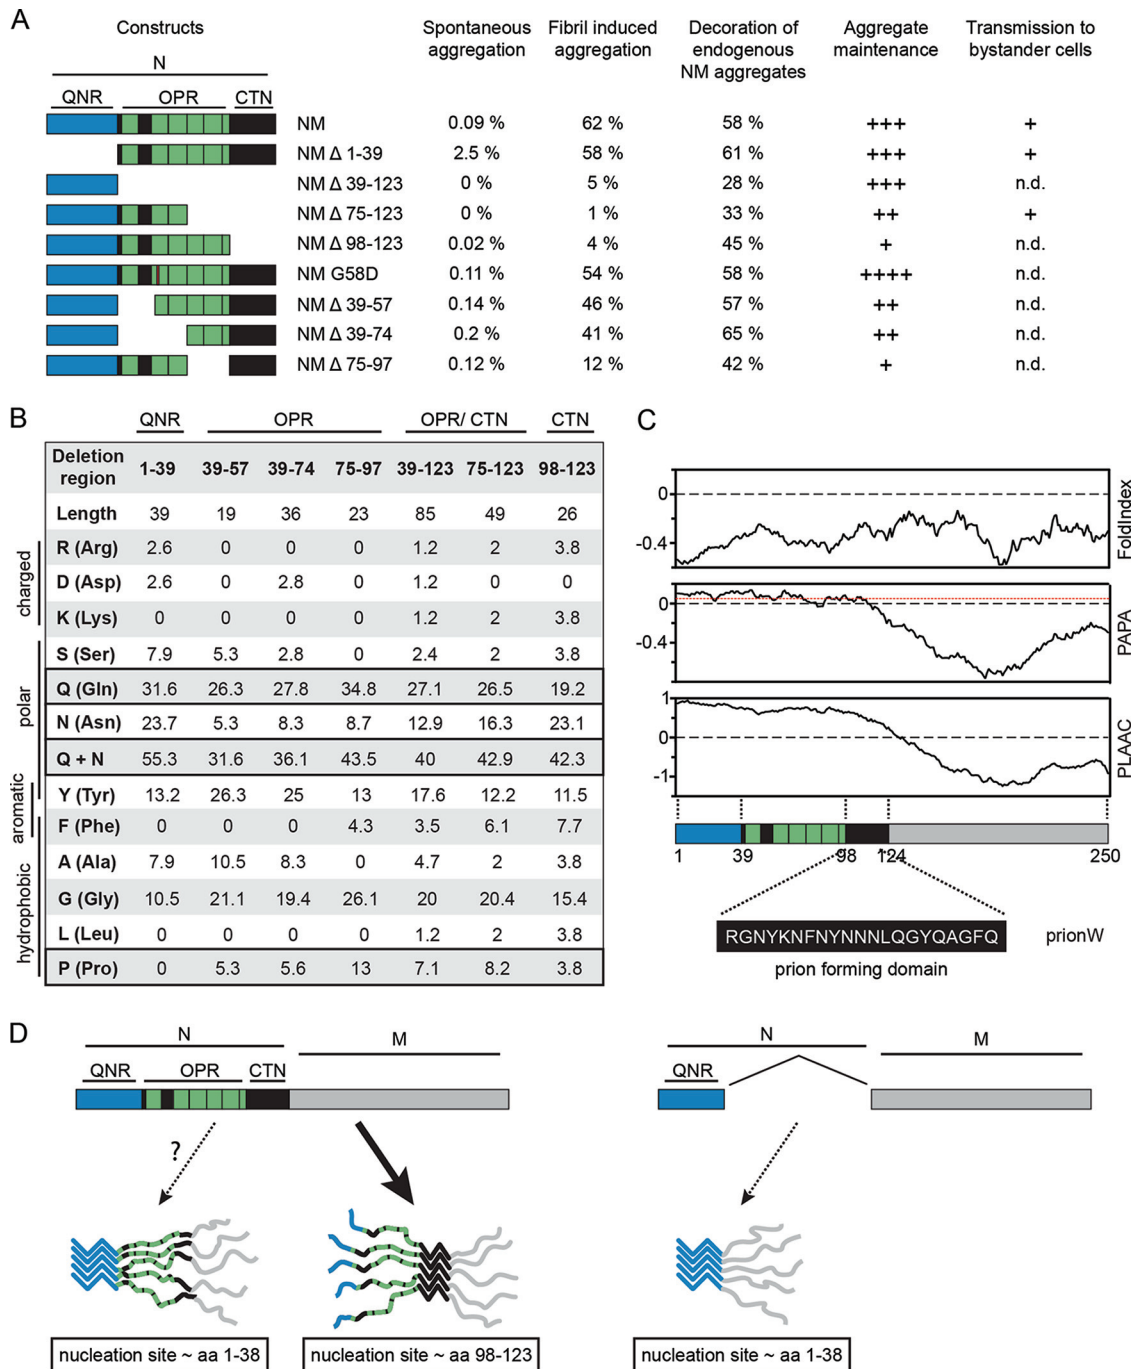 A
Constructs
Spontaneous aggregation
Fibril induced aggregation
Decoration of endogenous NM aggregates
Aggregate maintenance
Transmission to bystander cells
N
QNR OPR CTN
NM 0.09 % 62 % 58 % +++ +
NM Δ 1-39 2.5 % 58 % 61 % +++ +
NM Δ 39-123 0 % 5 % 28 % +++ n.d.
NM Δ 75-123 0 % 1 % 33 % ++ +
NM Δ 98-123 0.02 % 4 % 45 % + n.d.
NM G58D 0.11 % 54 % 58 % ++++ n.d.
NM Δ 39-57 0.14 % 46 % 57 % ++ n.d.
NM Δ 39-74 0.2 % 41 % 65 % ++ n.d.
NM Δ 75-97 0.12 % 12 % 42 % + n.d.
B
QNR OPR OPR/ CTN CTN
Deletion region 1-39 39-57 39-74 75-97 39-123 75-123 98-123
Length 39 19 36 23 85 49 26
charged
R (Arg) 2.6 0 0 0 1.2 2 3.8
D (Asp) 2.6 0 2.8 0 1.2 0 0
K (Lys) 0 0 0 0 1.2 2 3.8
polar
S (Ser) 7.9 5.3 2.8 0 2.4 2 3.8
Q (Gln) 31.6 26.3 27.8 34.8 27.1 26.5 19.2
N (Asn) 23.7 5.3 8.3 8.7 12.9 16.3 23.1
Q + N 55.3 31.6 36.1 43.5 40 42.9 42.3
aromatic
Y (Tyr) 13.2 26.3 25 13 17.6 12.2 11.5
F (Phe) 0 0 0 4.3 3.5 6.1 7.7
hydrophobic
A (Ala) 7.9 10.5 8.3 0 4.7 2 3.8
G (Gly) 10.5 21.1 19.4 26.1 20 20.4 15.4
L (Leu) 0 0 0 0 1.2 2 3.8
P (Pro) 0 5.3 5.6 13 7.1 8.2 3.8
C
0
-0.4
FoldIndex
0
-0.4
PAPA
1
0
-1
PLAAC
1 39 98 124 250
RGNYKNFNYNNNLQGYQAGFQ prionW
prion forming domain
D
N M
QNR OPR CTN
?
nucleation site ~ aa 1-38
nucleation site ~ aa 98-123
N M
QNR
nucleation site ~ aa 1-38